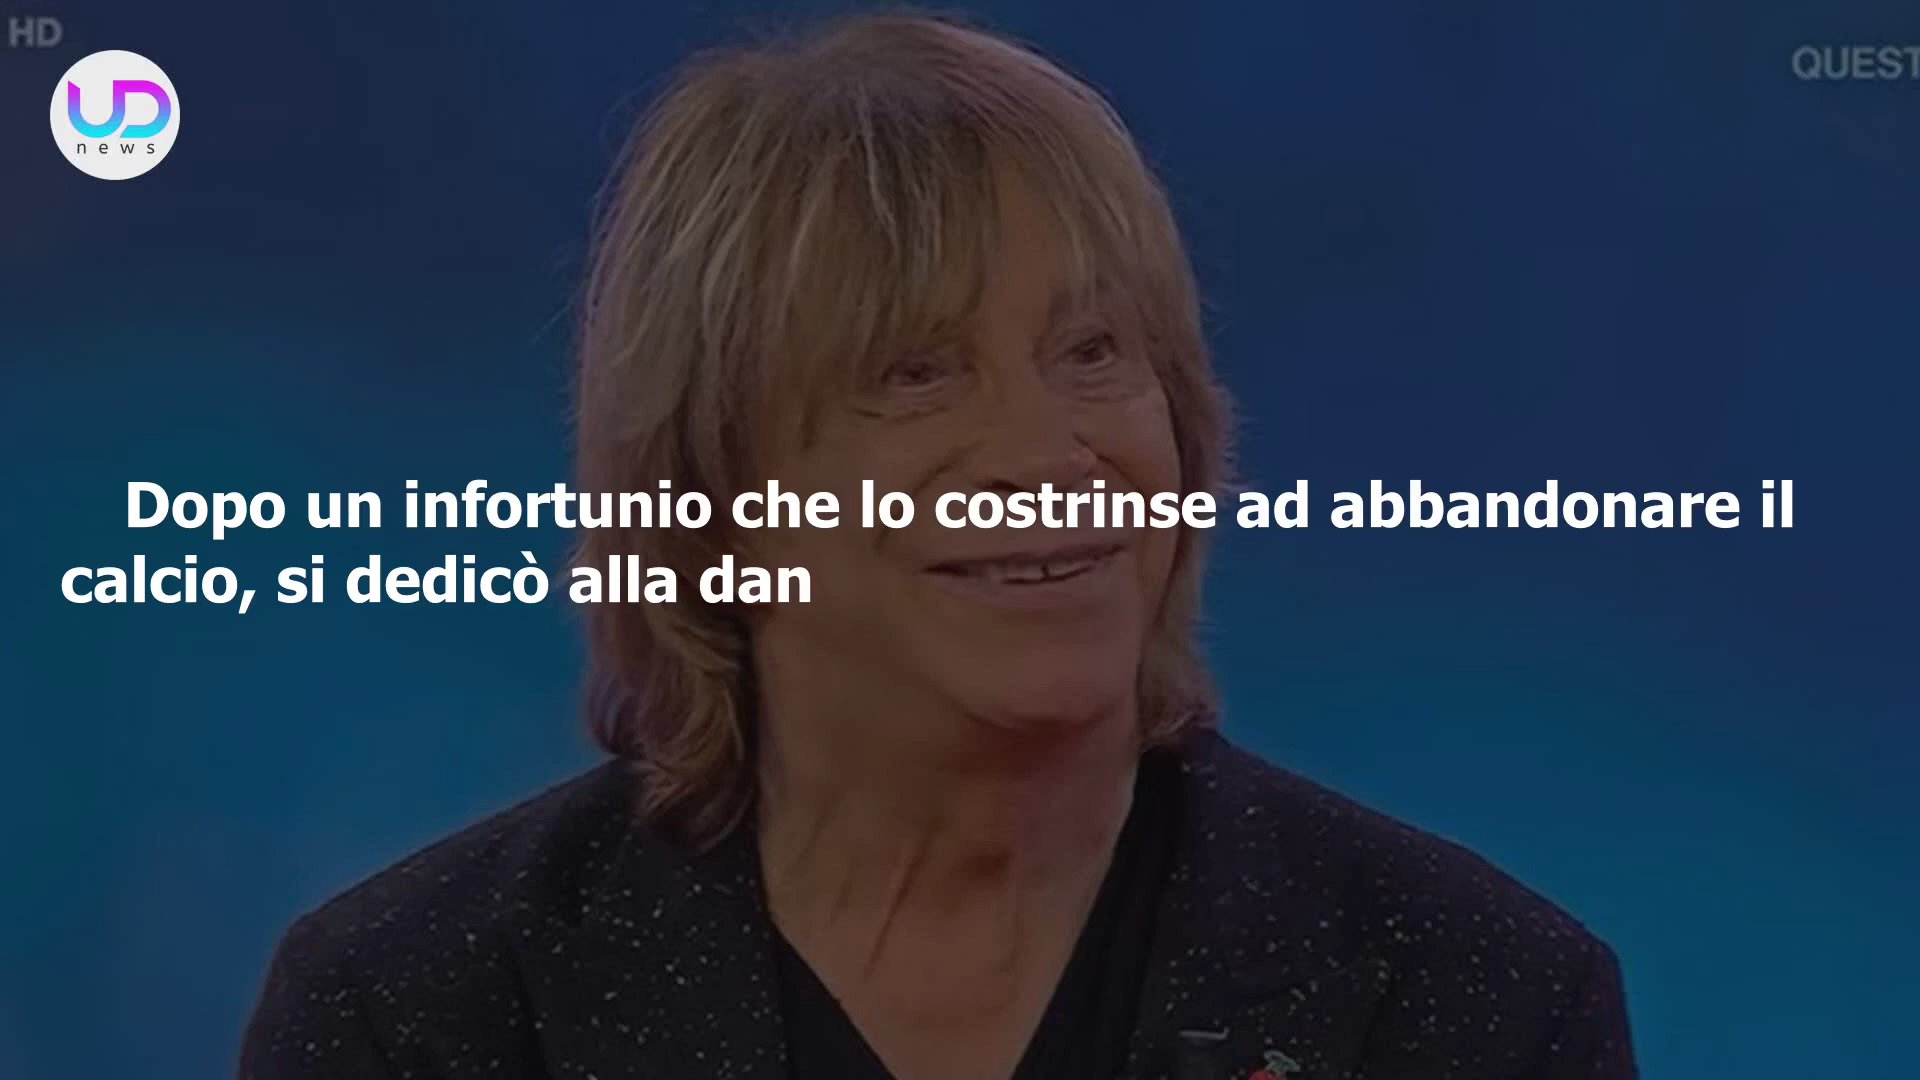 HD
QUEST
UD
news
Dopo un infortunio che lo costrinse ad abbandonare il
calcio, si dedicò alla dan